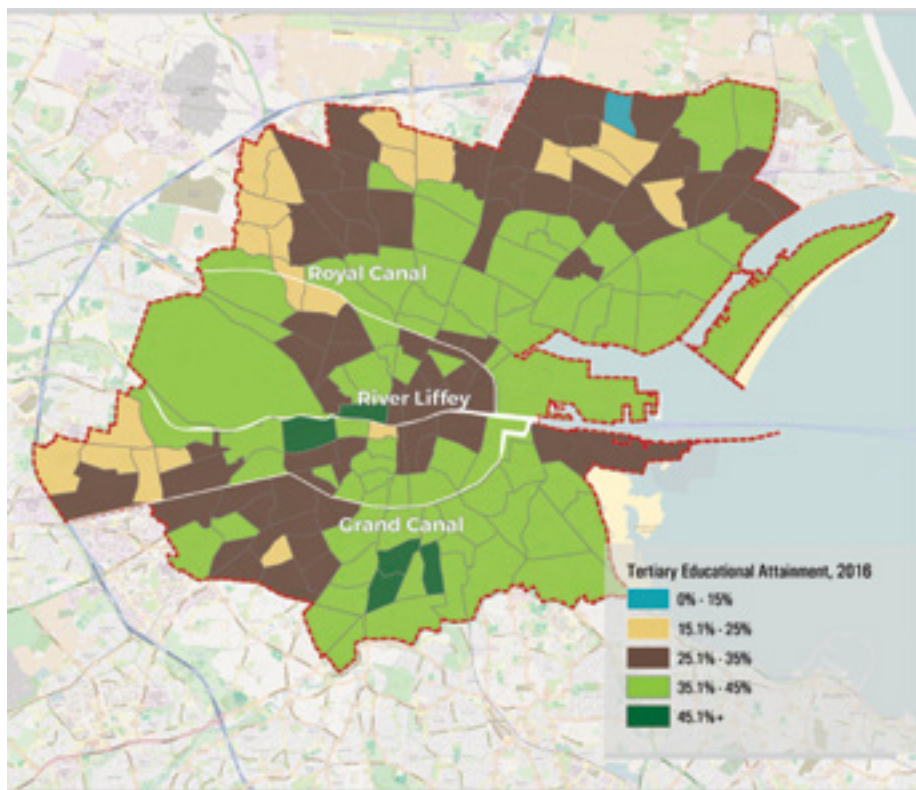 Royal Canal
River Liffey
Grand Canal
Tertiary Educational Attainment, 2016
0% - 15%
15.1% - 25%
25.1% - 35%
35.1% - 45%
45.1%+